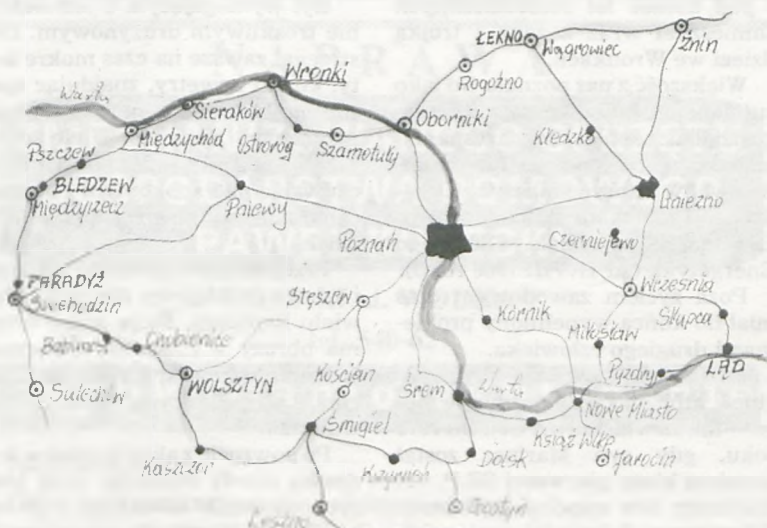 ŁEKNO
Wągrowiec
Żnin
Rogoźno
Wronki
Warta
Sieraków
Oborniki
Międzychód
Ostroróg
Szamotuły
Kłecko
Pszczew
BLEDZEW
Międzyrzecz
Pniewy
Gniezno
Poznań
Czerniejewo
PARADYŻ
Świebodzin
Stęszew
Września
Słupca
Kórnik
Miłosław
Babimost
Chobienice
WOLSZTYN
Kościan
Pyzdry
LĄD
Sulechów
Śrem
Warta
Nowe Miasto
Śmigiel
Książ Wlkp
Jarocin
Kaszczor
Krzywiń
Dolsk
Leszno
Gostyń